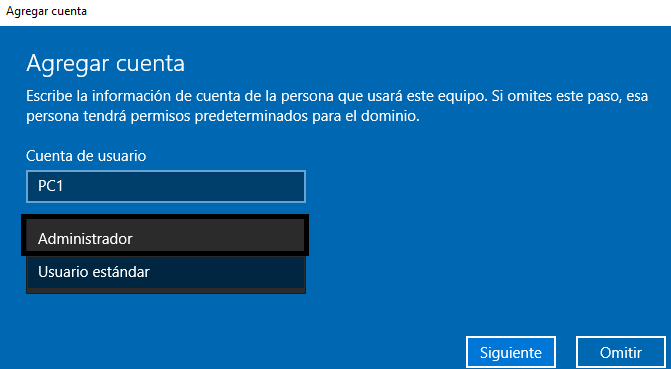 Agregar cuenta
Agregar cuenta
Escribe la información de cuenta de la persona que usará este equipo. Si omites este paso, esa
persona tendrá permisos predeterminados para el dominio.
Cuenta de usuario
PC1
Administrador
Usuario estándar
Siguiente
Omitir